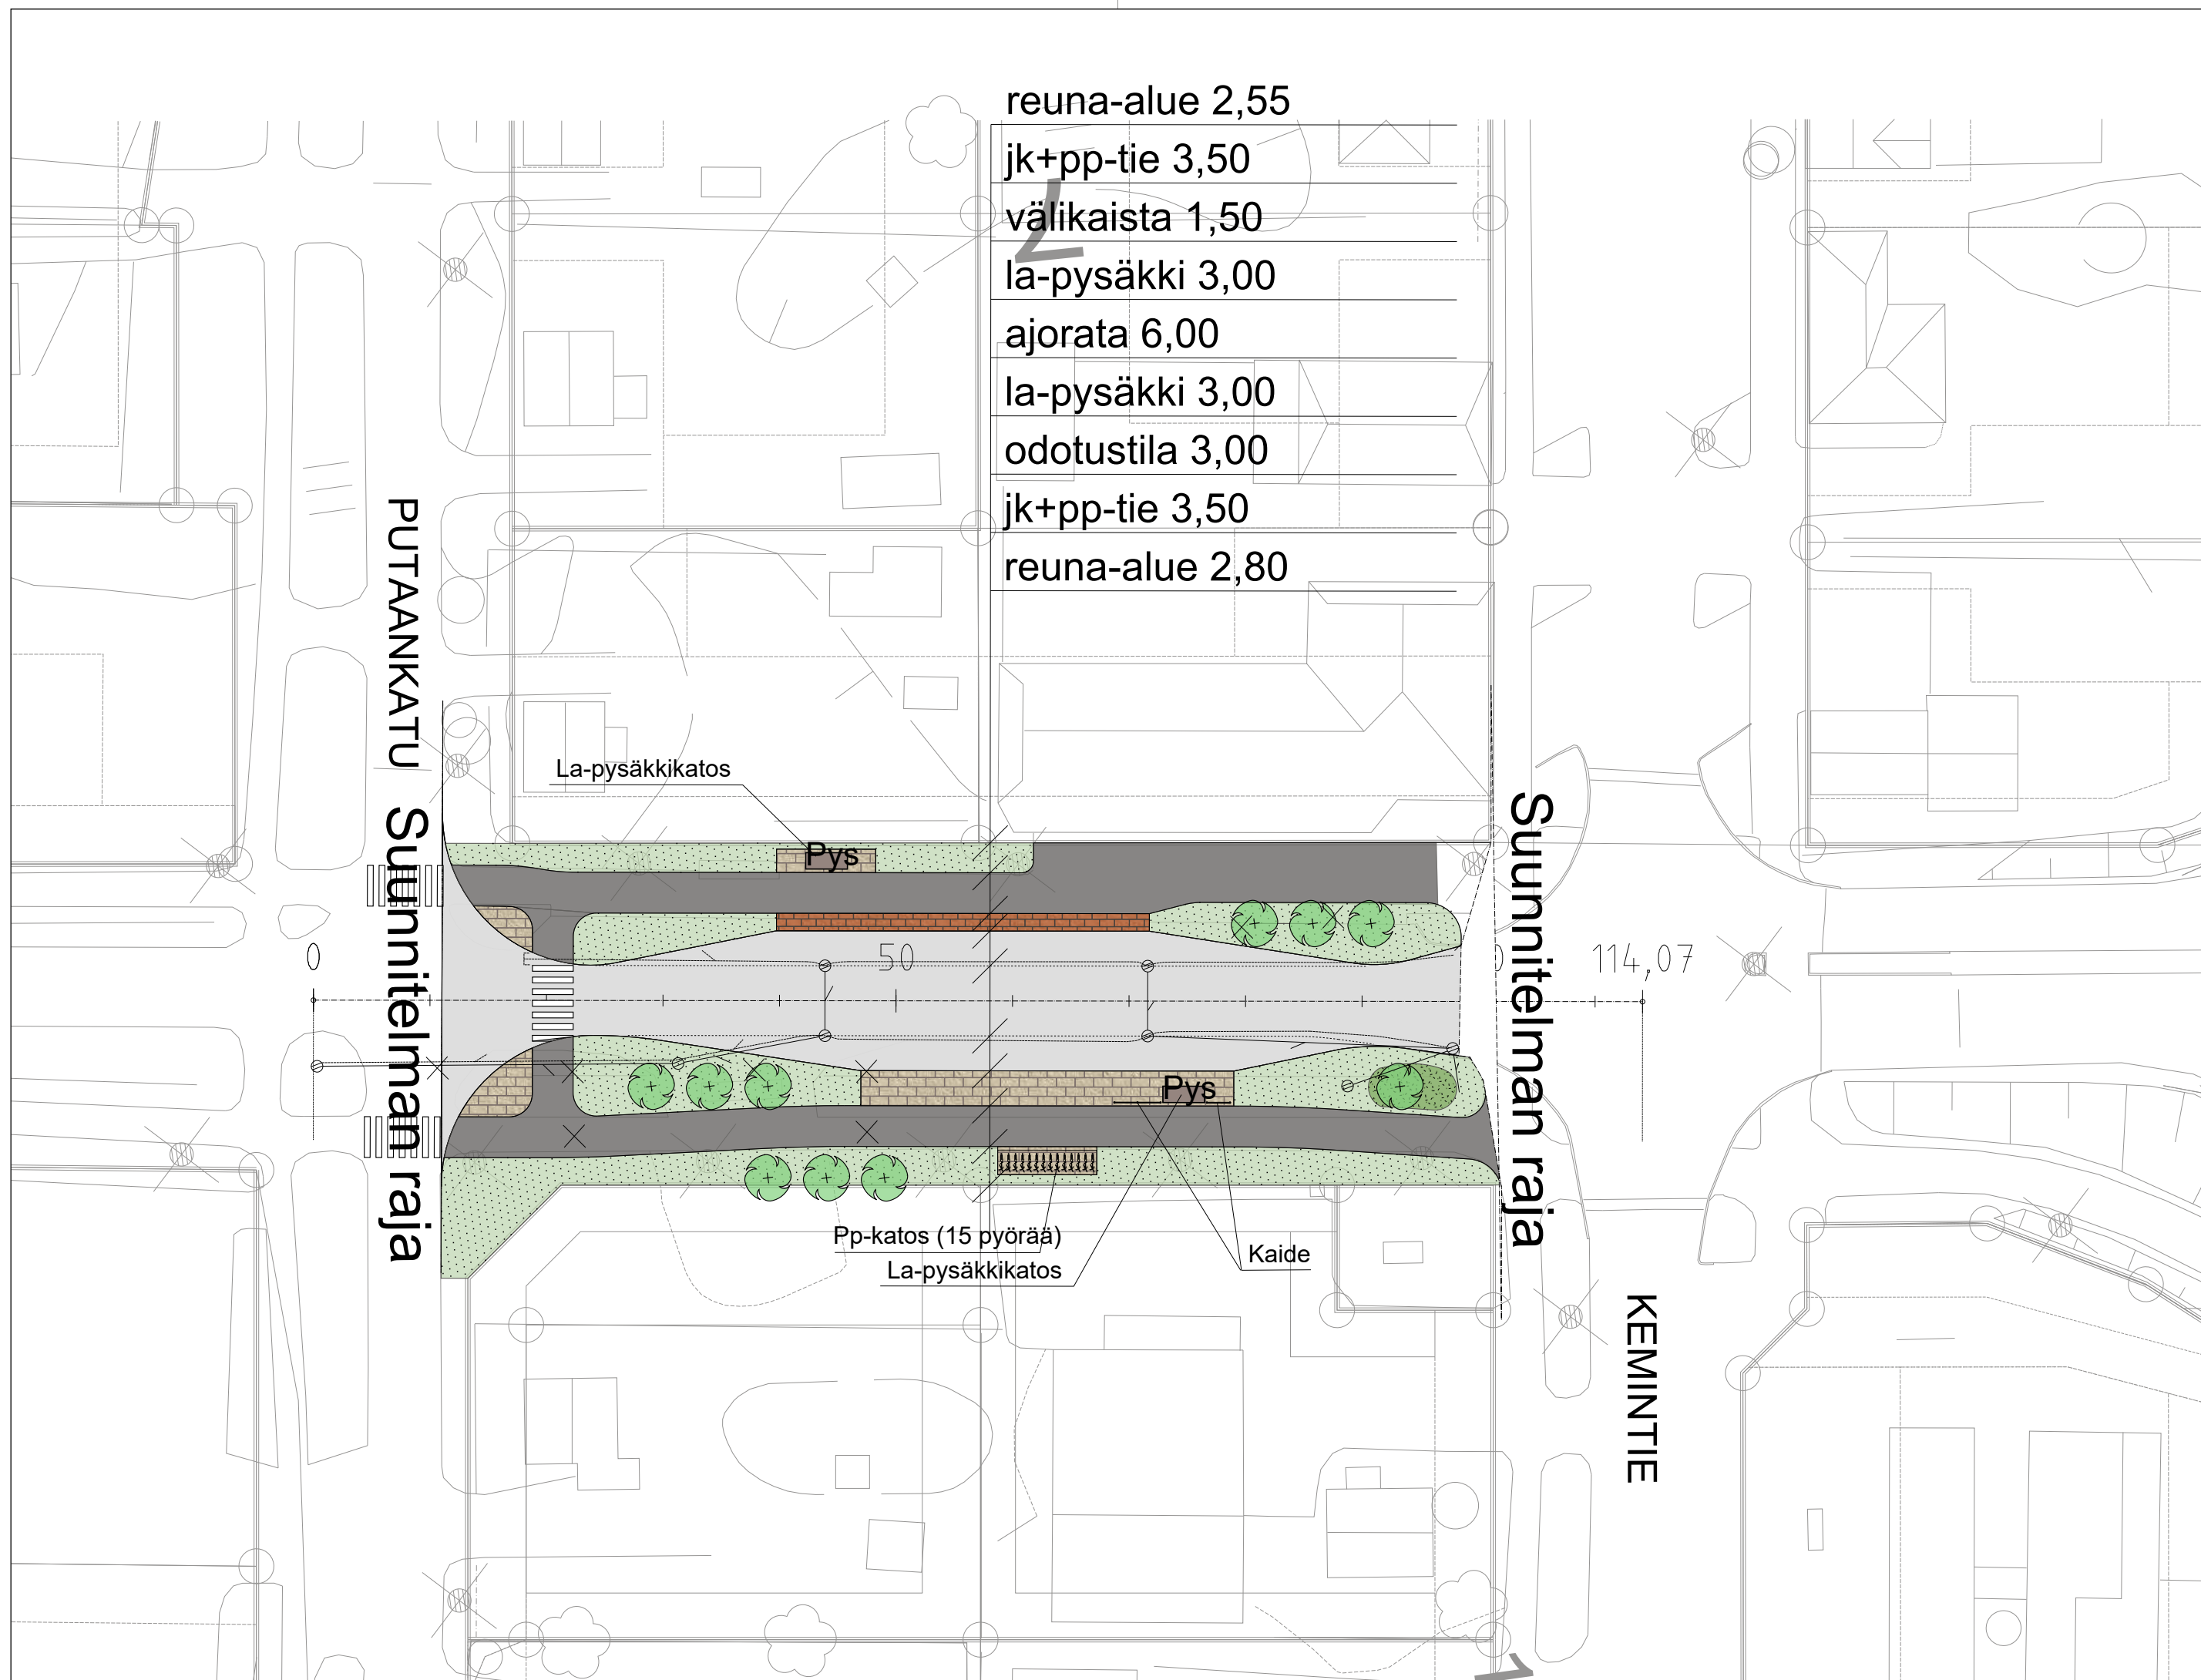 reuna-alue 2,55
jk+pp-tie 3,50
välikaista 1,50
la-pysäkki 3,00
ajorata 6,00
la-pysäkki 3,00
odotustila 3,00
jk+pp-tie 3,50
reuna-alue 2,80
7
PUTAANKATU
Suunnitelman raja
La-pysäkkikatos
Pys
0
50
114,07
Suunnitelman raja
Pys
Pp-katos (15 pyörää)
La-pysäkkikatos
Kaide
KEMINTIE